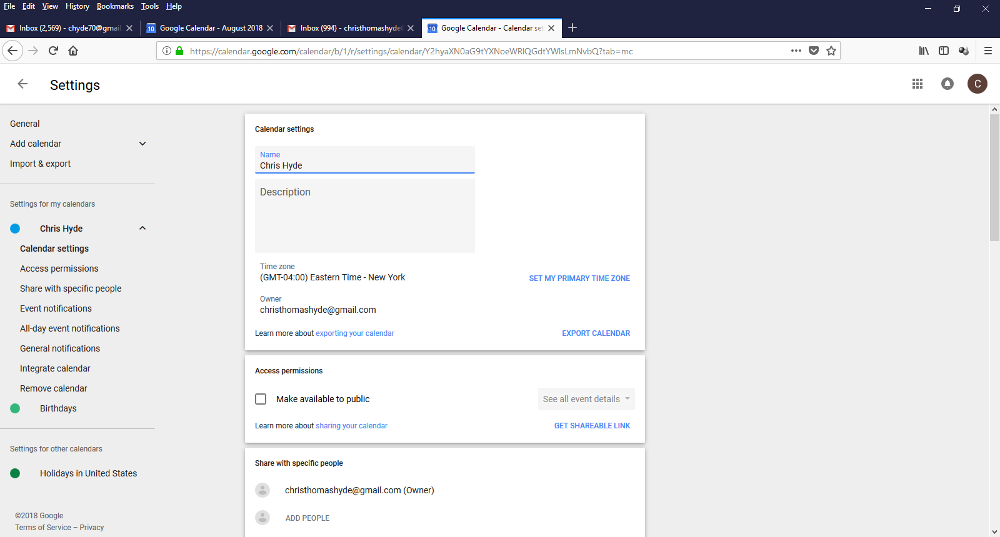 File Edit View History Bookmarks Tools Help
Inbox (2,569) - chyde70@gmail
Google Calendar - August 2018
Inbox (994) - christhomashyde
Google Calendar - Calendar set
https://calendar.google.com/calendar/b/1/r/settings/calendar/Y2hyaXN0aG9tYXNoeWRlQGdtYWlsLmNvbQ?tab=mc
Settings
C
General
Add calendar
Import & export
Settings for my calendars
Chris Hyde
Calendar settings
Access permissions
Share with specific people
Event notifications
All-day event notifications
General notifications
Integrate calendar
Remove calendar
Birthdays
Settings for other calendars
Holidays in United States
©2018 Google
Terms of Service – Privacy
Calendar settings
Name
Chris Hyde
Description
Time zone
(GMT-04:00) Eastern Time - New York
SET MY PRIMARY TIME ZONE
Owner
christhomashyde@gmail.com
Learn more about exporting your calendar
EXPORT CALENDAR
Access permissions
Make available to public
See all event details
Learn more about sharing your calendar
GET SHAREABLE LINK
Share with specific people
christhomashyde@gmail.com (Owner)
ADD PEOPLE